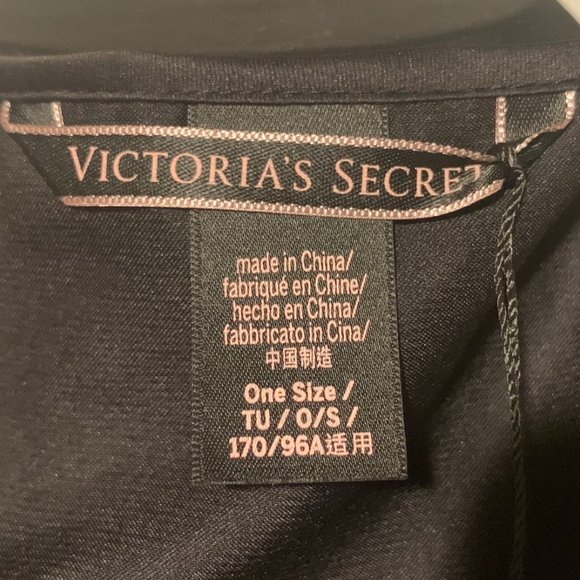 VICTORIA'S SECRET
made in China/
fabriqué en Chine/
hecho en China/
fabbricato in Cina/
中国制造
One Size /
TU / O/S /
170/96A适用